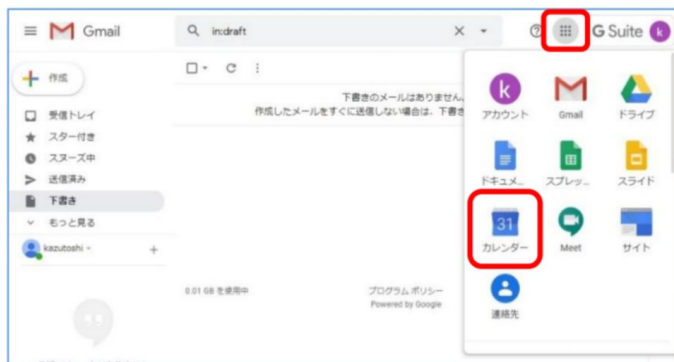 Gmail
in:draft
G Suite
k
作成
受信トレイ
スター付き
スヌーズ中
送信済み
下書き
もっと見る
kazutoshi
下書きのメールはありません。
作成したメールをすぐに送信しない場合は、下書き
0.01 GB を使用中
プログラム ポリシー
Powered by Google
k
アカウント
Gmail
ドライブ
ドキュメ...
スプレッ...
スライド
31
カレンダー
Meet
サイト
連絡先